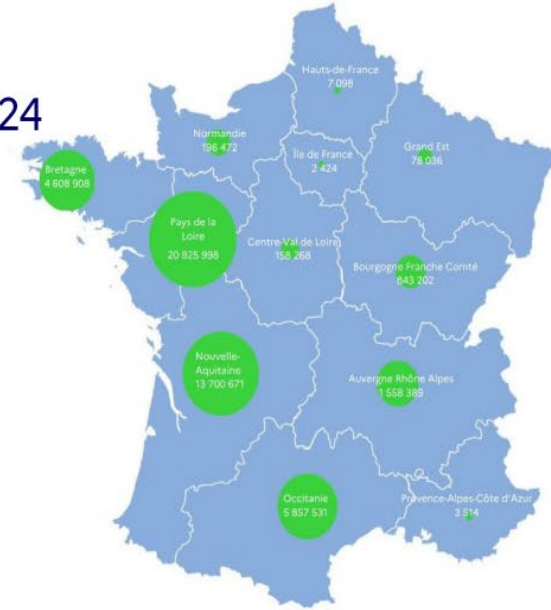 24
Hauts-de-France
7 098
Normandie
196 472
Île de France
2 424
Grand Est
78 036
Bretagne
4 608 908
Pays de la
Loire
20 925 998
Centre-Val de Loire
158 268
Bourgogne Franche Comté
843 202
Nouvelle-
Aquitaine
13 700 671
Auvergne Rhône Alpes
1 558 389
Occitanie
5 857 531
Provence-Alpes-Côte d'Azur
3 514